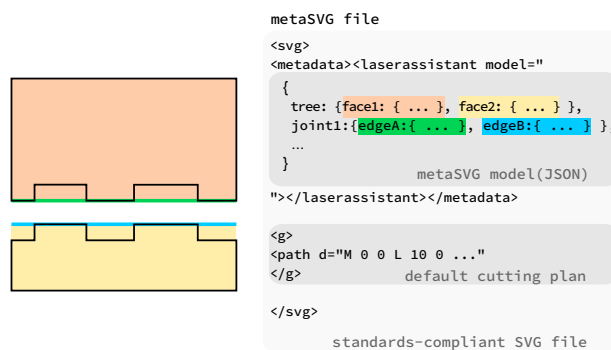 metaSVG file
<svg>
<metadata><laserassistant model="
{
tree: {face1: { ... }, face2: { ... } },
joint1:{edgeA:{ ... }, edgeB:{ ... } },
...
}
metaSVG model(JSON)
"></laserassistant></metadata>
<g>
<path d="M 0 0 L 10 0 ..."
</g>
default cutting plan
</svg>
standards-compliant SVG file